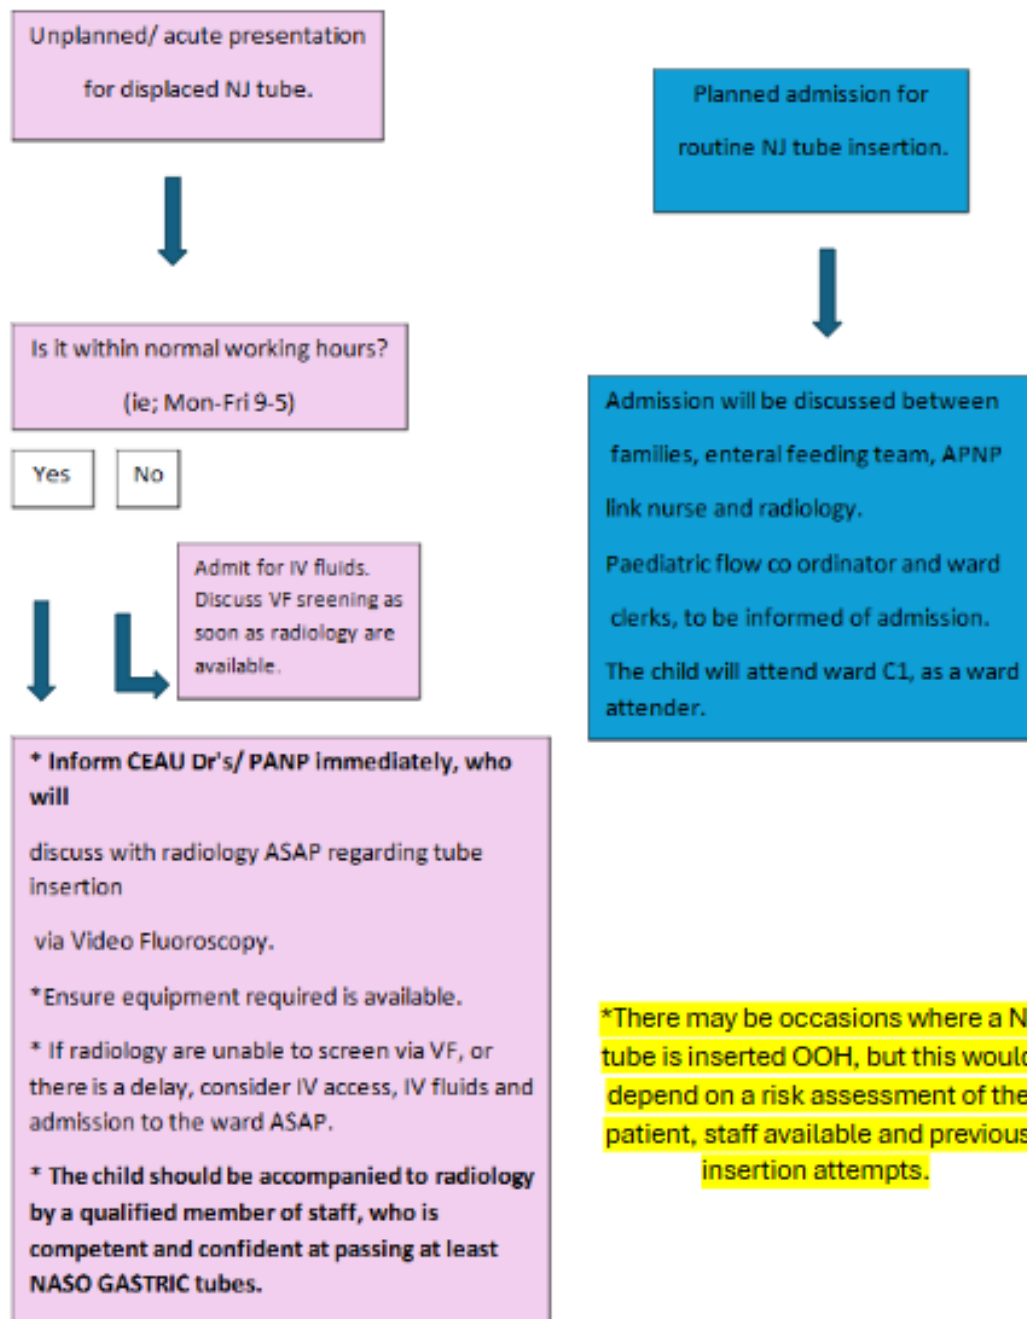 Unplanned/ acute presentation
for displaced NJ tube.
Is it within normal working hours?
(ie; Mon-Fri 9-5)
Yes
No
Admit for IV fluids.
Discuss VF sreening as
soon as radiology are
available.
* Inform CEAU Dr's/ PANP immediately, who
will
discuss with radiology ASAP regarding tube
insertion
via Video Fluoroscopy.
*Ensure equipment required is available.
* If radiology are unable to screen via VF, or
there is a delay, consider IV access, IV fluids and
admission to the ward ASAP.
* The child should be accompanied to radiology
by a qualified member of staff, who is
competent and confident at passing at least
NASO GASTRIC tubes.
Planned admission for
routine NJ tube insertion.
Admission will be discussed between
families, enteral feeding team, APNP
link nurse and radiology.
Paediatric flow co ordinator and ward
clerks, to be informed of admission.
The child will attend ward C1, as a ward
attender.
*There may be occasions where a N
tube is inserted OOH, but this would
depend on a risk assessment of the
patient, staff available and previous
insertion attempts.